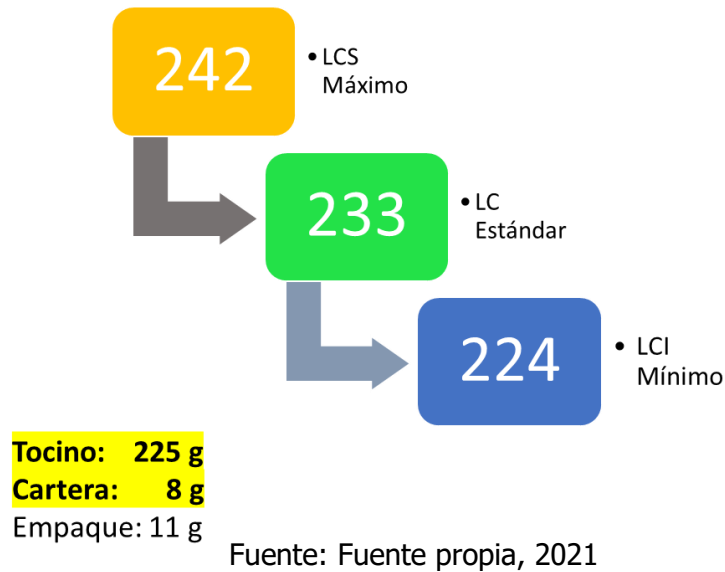 242
• LCS
Máximo
233
• LC
Estándar
224
• LCI
Mínimo
Tocino: 225 g
Cartera: 8 g
Empaque: 11 g
Fuente: Fuente propia, 2021